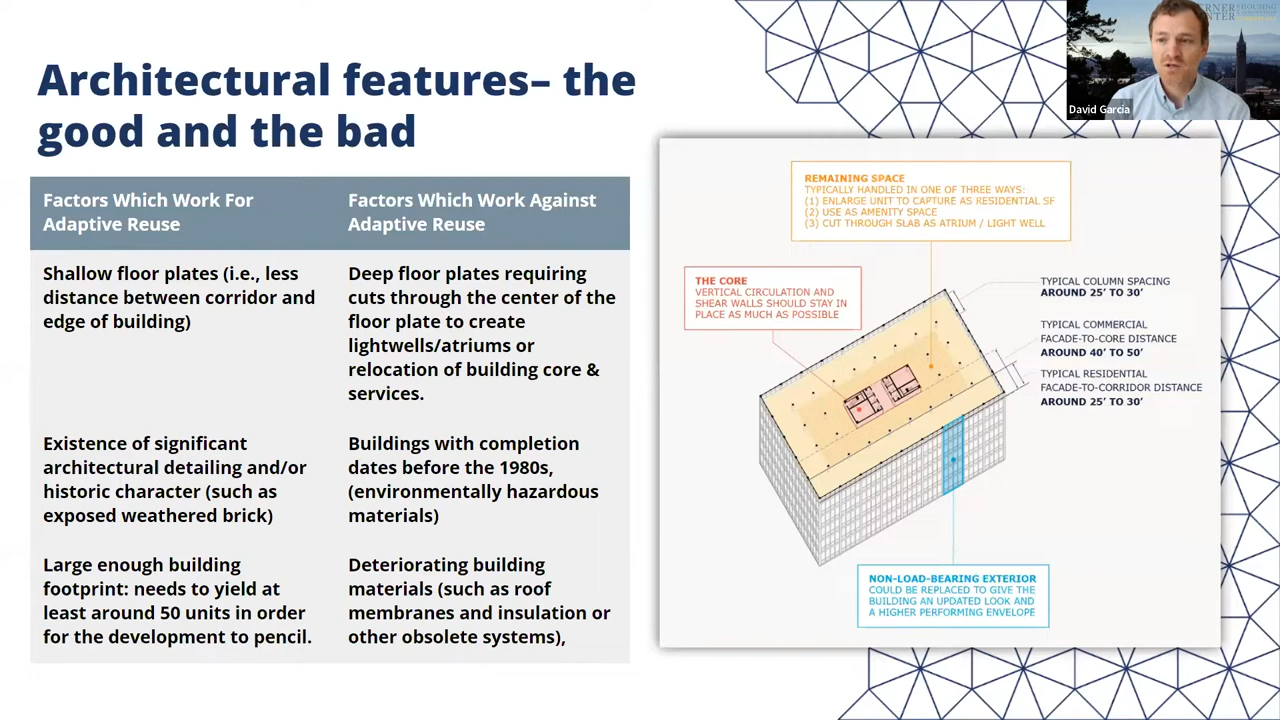 Architectural features– the
good and the bad
Factors Which Work For
Adaptive Reuse
Factors Which Work Against
Adaptive Reuse
Shallow floor plates (i.e., less
distance between corridor and
edge of building)
Deep floor plates requiring
cuts through the center of the
floor plate to create
lightwells/atriums or
relocation of building core &
services.
Existence of significant
architectural detailing and/or
historic character (such as
exposed weathered brick)
Buildings with completion
dates before the 1980s,
(environmentally hazardous
materials)
Large enough building
footprint: needs to yield at
least around 50 units in order
for the development to pencil.
Deteriorating building
materials (such as roof
membranes and insulation or
other obsolete systems),
REMAINING SPACE
TYPICALLY HANDLED IN ONE OF THREE WAYS:
(1) ENLARGE UNIT TO CAPTURE AS RESIDENTIAL SF
(2) USE AS AMENITY SPACE
(3) CUT THROUGH SLAB AS ATRIUM / LIGHT WELL
THE CORE
VERTICAL CIRCULATION AND
SHEAR WALLS SHOULD STAY IN
PLACE AS MUCH AS POSSIBLE
TYPICAL COLUMN SPACING
AROUND 25' TO 30'
TYPICAL COMMERCIAL
FACADE-TO-CORE DISTANCE
AROUND 40' TO 50'
TYPICAL RESIDENTIAL
FACADE-TO-CORRIDOR DISTANCE
AROUND 25' TO 30'
NON-LOAD-BEARING EXTERIOR
COULD BE REPLACED TO GIVE THE
BUILDING AN UPDATED LOOK AND
A HIGHER PERFORMING ENVELOPE
David Garcia